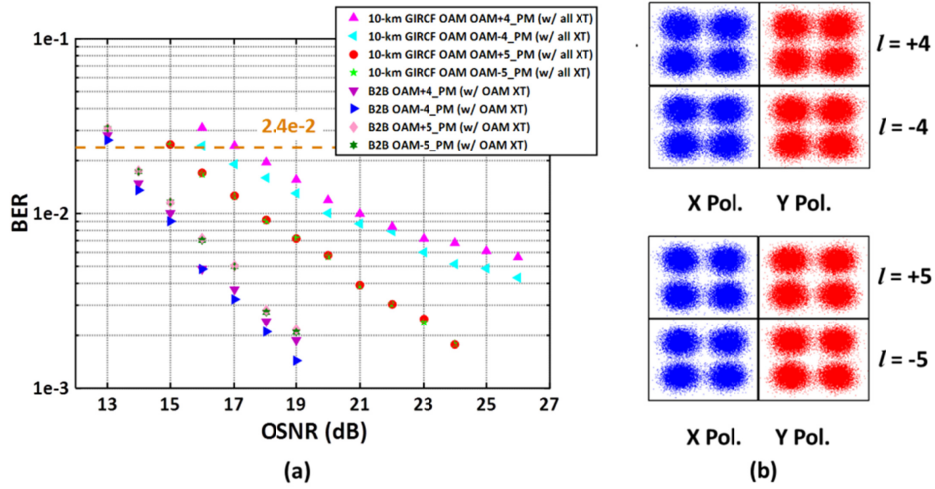 10-km GIRCF OAM OAM+4_PM (w/ all XT)
10-km GIRCF OAM OAM-4_PM (w/ all XT)
10-km GIRCF OAM OAM+5_PM (w/ all XT)
10-km GIRCF OAM OAM-5_PM (w/ all XT)
B2B OAM+4_PM (w/ OAM XT)
B2B OAM-4_PM (w/ OAM XT)
B2B OAM+5_PM (w/ OAM XT)
B2B OAM-5_PM (w/ OAM XT)
1e-1
2.4e-2
BER
1e-2
1e-3
13 15 17 19 21 23 25 27
OSNR (dB)
(a)
l = +4
l = -4
X Pol. Y Pol.
l = +5
l = -5
X Pol. Y Pol.
(b)